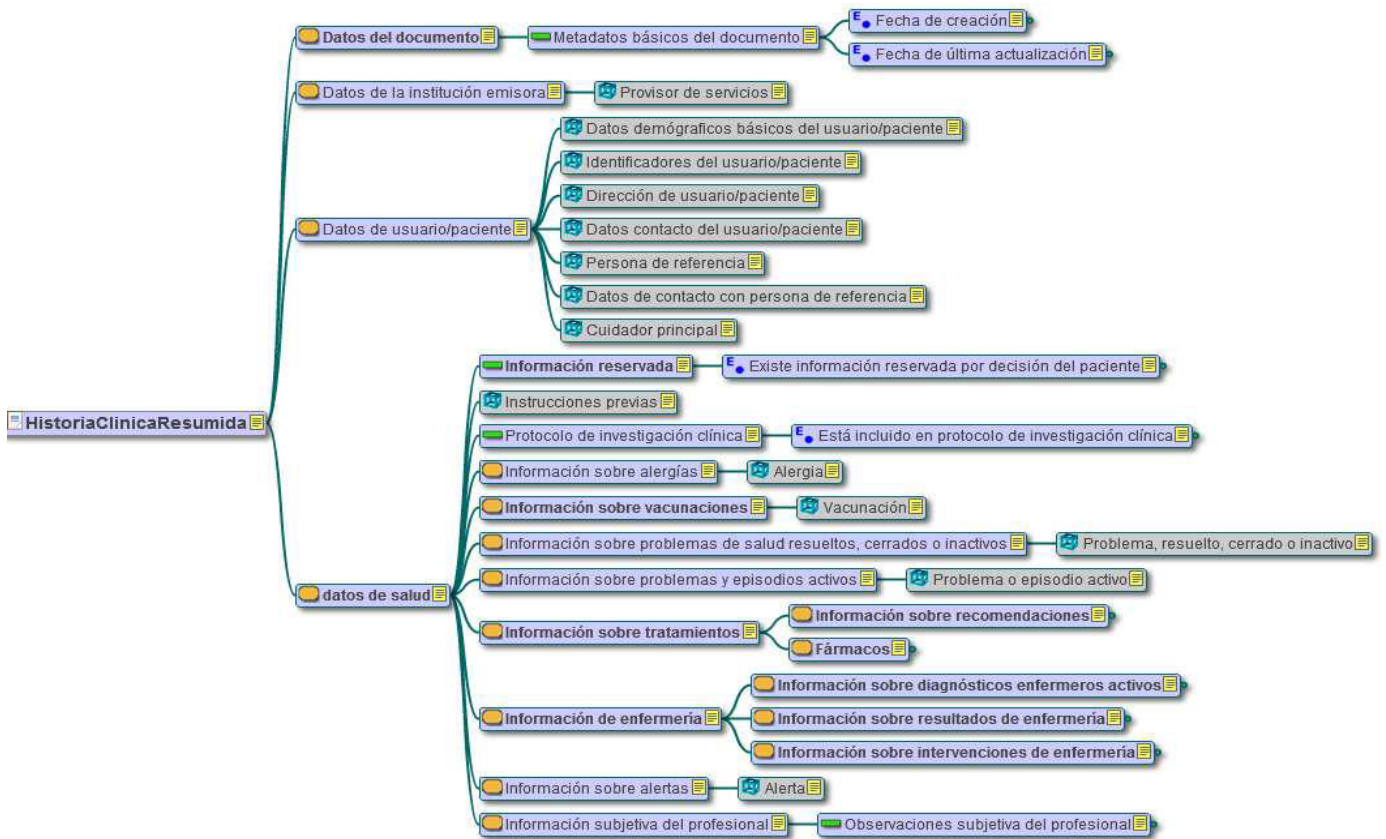 HistoriaClinicaResumida
Datos del documento
Metadatos básicos del documento
E Fecha de creación
E Fecha de última actualización
Datos de la institución emisora
Provisor de servicios
Datos de usuario/paciente
Datos demógraficos básicos del usuario/paciente
Identificadores del usuario/paciente
Dirección de usuario/paciente
Datos contacto del usuario/paciente
Persona de referencia
Datos de contacto con persona de referencia
Cuidador principal
datos de salud
Información reservada
E Existe información reservada por decisión del paciente
Instrucciones previas
Protocolo de investigación clínica
E Está incluido en protocolo de investigación clínica
Información sobre alergías
Alergia
Información sobre vacunaciones
Vacunación
Información sobre problemas de salud resueltos, cerrados o inactivos
Problema, resuelto, cerrado o inactivo
Información sobre problemas y episodios activos
Problema o episodio activo
Información sobre tratamientos
Información sobre recomendaciones
Fármacos
Información de enfermería
Información sobre diagnósticos enfermeros activos
Información sobre resultados de enfermería
Información sobre intervenciones de enfermería
Información sobre alertas
Alerta
Información subjetiva del profesional
Observaciones subjetiva del profesional